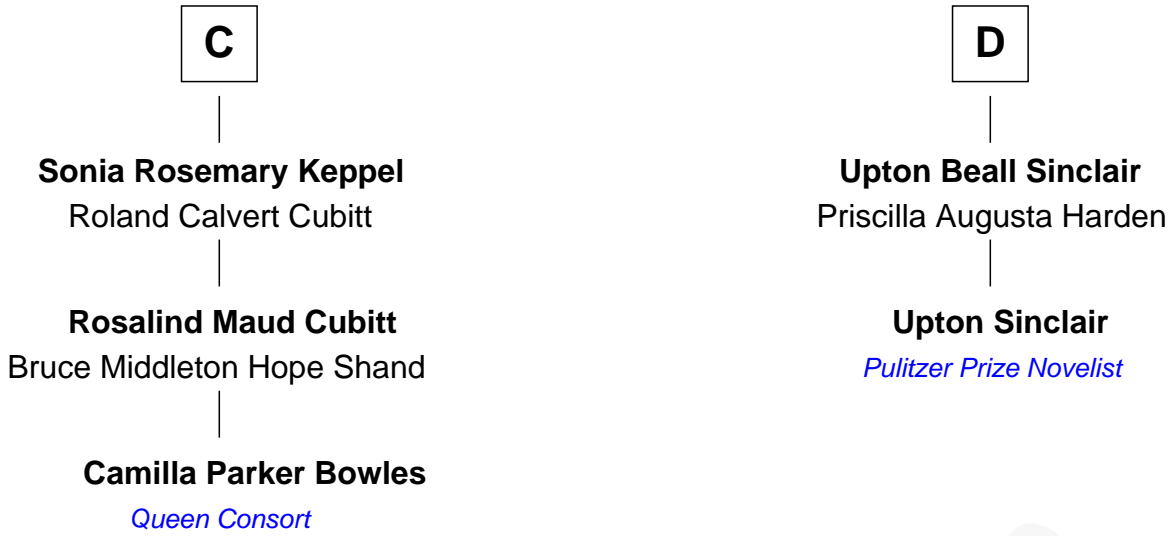 C
Sonia Rosemary Keppel
Roland Calvert Cubitt
Rosalind Maud Cubitt
Bruce Middleton Hope Shand
Camilla Parker Bowles
Queen Consort
D
Upton Beall Sinclair
Priscilla Augusta Harden
Upton Sinclair
Pulitzer Prize Novelist